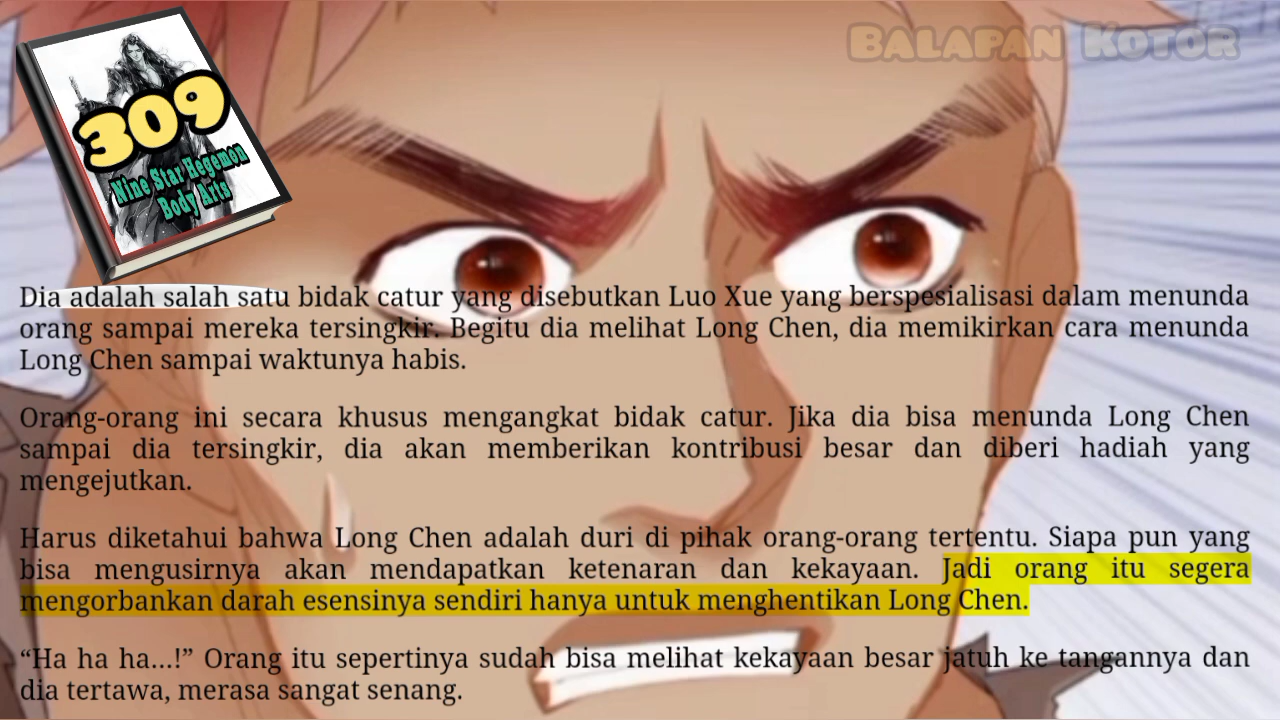 BALAPAN KOTOR
309
Nine Star Hegemon
Body Arts
Dia adalah salah satu bidak catur yang disebutkan Luo Xue yang berspesialisasi dalam menunda
orang sampai mereka tersingkir. Begitu dia melihat Long Chen, dia memikirkan cara menunda
Long Chen sampai waktunya habis.
Orang-orang ini secara khusus mengangkat bidak catur. Jika dia bisa menunda Long Chen
sampai dia tersingkir, dia akan memberikan kontribusi besar dan diberi hadiah yang
mengejutkan.
Harus diketahui bahwa Long Chen adalah duri di pihak orang-orang tertentu. Siapa pun yang
bisa mengusirnya akan mendapatkan ketenaran dan kekayaan. Jadi orang itu segera
mengorbankan darah esensinya sendiri hanya untuk menghentikan Long Chen.
“Ha ha ha...!” Orang itu sepertinya sudah bisa melihat kekayaan besar jatuh ke tangannya dan
dia tertawa, merasa sangat senang.